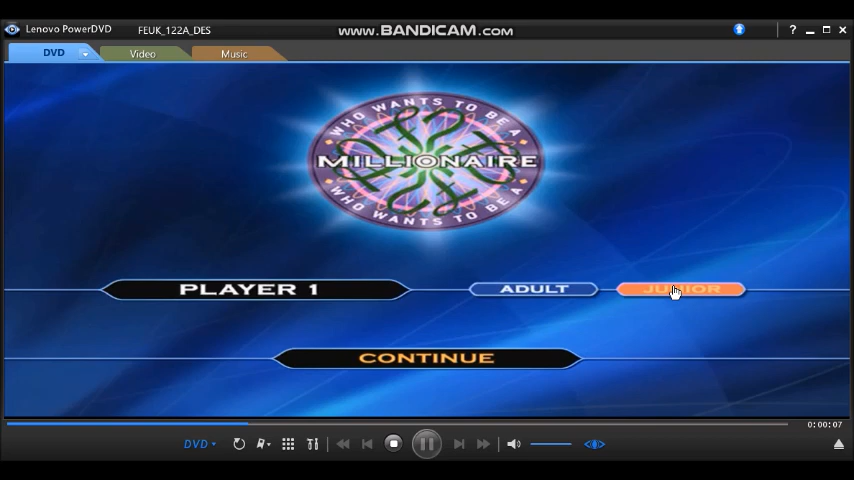 Lenovo PowerDVD
FEUK_122A_DES
www.BANDICAM.com
DVD
Video
Music
WHO WANTS TO BE A
MILLIONAIRE
WHO WANTS TO BE A
PLAYER 1
ADULT
JUNIOR
CONTINUE
DVD
0:00:07